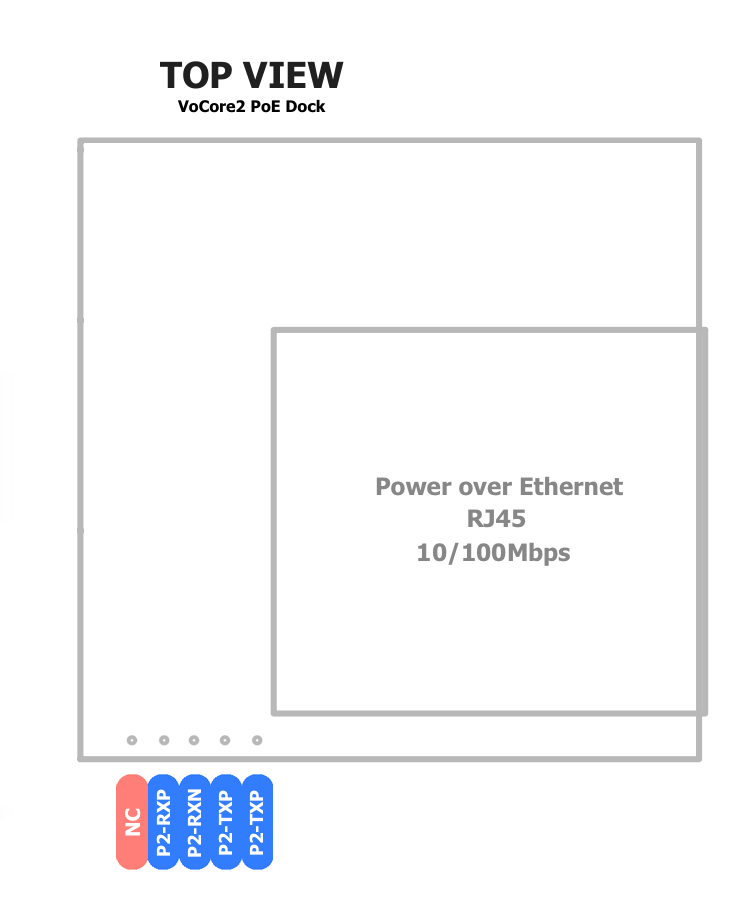 TOP VIEW
VoCore2 PoE Dock
Power over Ethernet
RJ45
10/100Mbps
NC
P2-RXP
P2-RXN
P2-TXP
P2-TXP